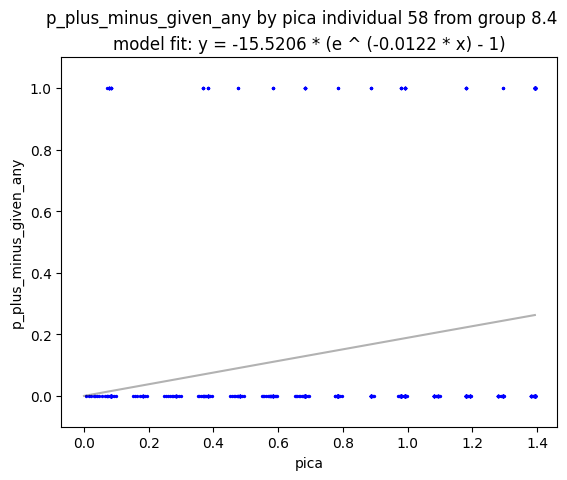 p_plus_minus_given_any by pica individual 58 from group 8.4
model fit: y = -15.5206 * (e ^ (-0.0122 * x) - 1)
1.0
0.8
0.6
0.4
0.2
0.0
p_plus_minus_given_any
0.0 0.2 0.4 0.6 0.8 1.0 1.2 1.4
pica